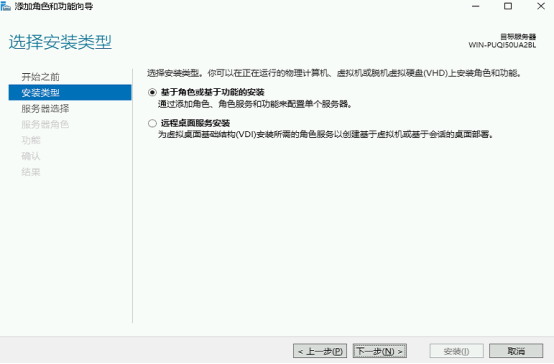 添加角色和功能向导
选择安装类型
目标服务器
WIN-PUQI50UA2BL
开始之前
安装类型
服务器选择
服务器角色
功能
确认
结果
选择安装类型。你可以在正在运行的物理计算机、虚拟机或脱机虚拟硬盘(VHD)上安装角色和功能。
基于角色或基于功能的安装
通过添加角色、角色服务和功能来配置单个服务器。
远程桌面服务安装
为虚拟桌面基础结构(VDI)安装所需的角色服务以创建基于虚拟机或基于会话的桌面部署。
< 上一步(P)
下一步(N) >
安装(I)
取消